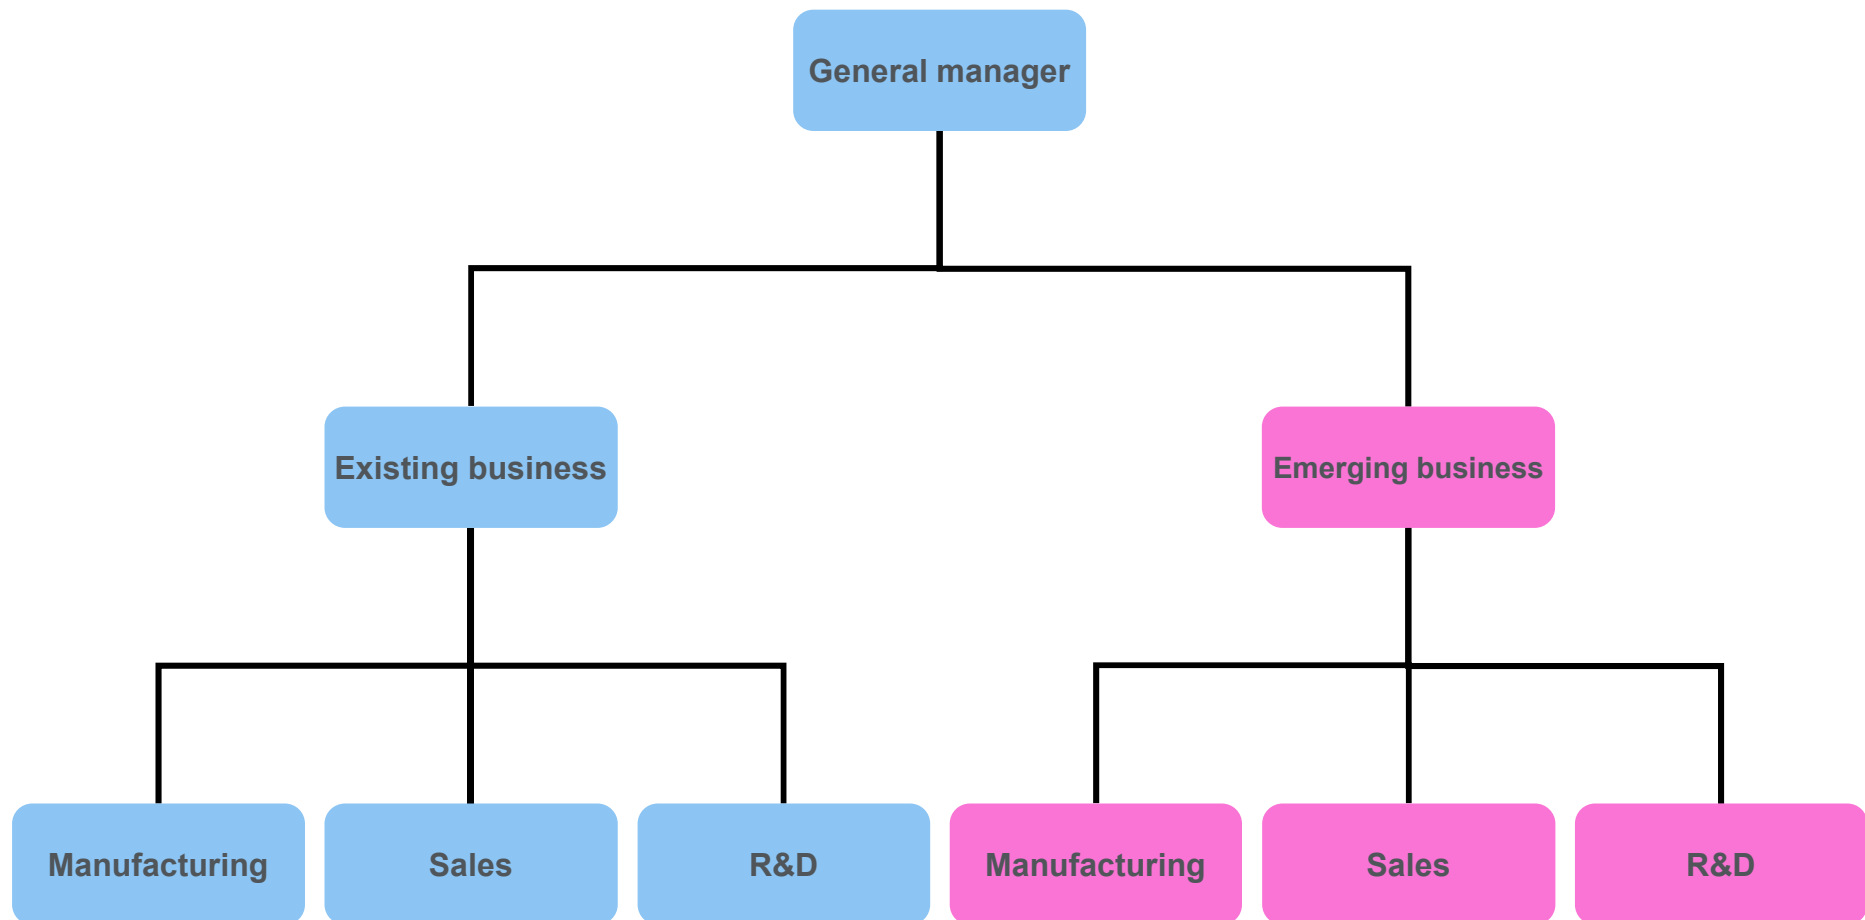 General manager
Existing business
Emerging business
Manufacturing
Sales
R&D
Manufacturing
Sales
R&D